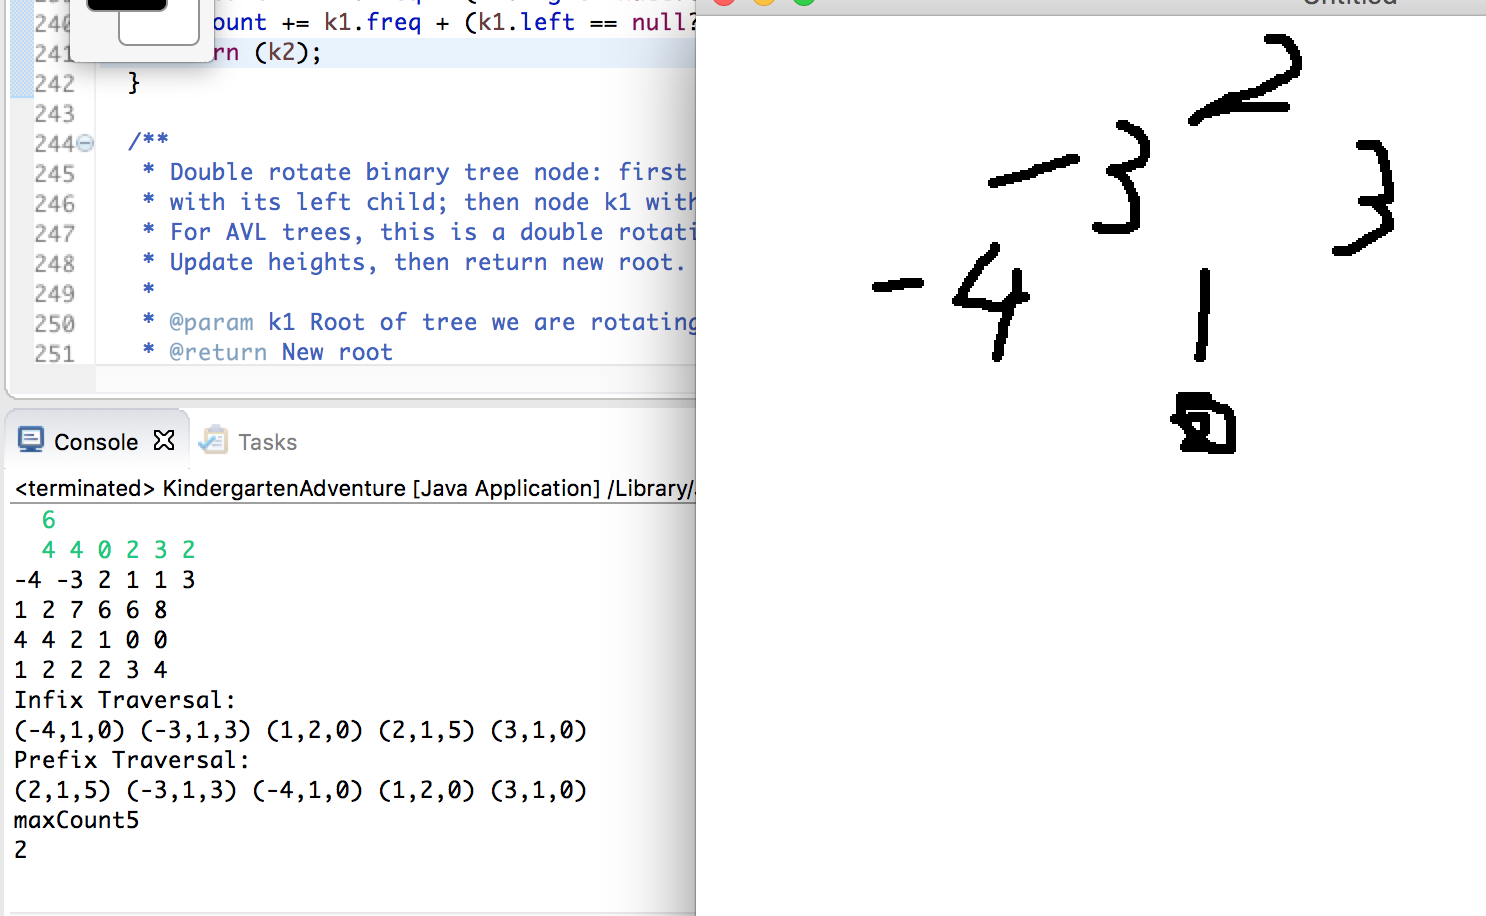 Untitled
240 ount += k1.freq + (k1.left == null?
241 rn (k2);
242 }
243
244 /**
245 * Double rotate binary tree node: first
246 * with its left child; then node k1 with
247 * For AVL trees, this is a double rotati
248 * Update heights, then return new root.
249 *
250 * @param k1 Root of tree we are rotating
251 * @return New root
Console Tasks
<terminated> KindergartenAdventure [Java Application] /Library/
6
4 4 0 2 3 2
-4 -3 2 1 1 3
1 2 7 6 6 8
4 4 2 1 0 0
1 2 2 2 3 4
Infix Traversal:
(-4,1,0) (-3,1,3) (1,2,0) (2,1,5) (3,1,0)
Prefix Traversal:
(2,1,5) (-3,1,3) (-4,1,0) (1,2,0) (3,1,0)
maxCount5
2
2
-3 3
-4 1